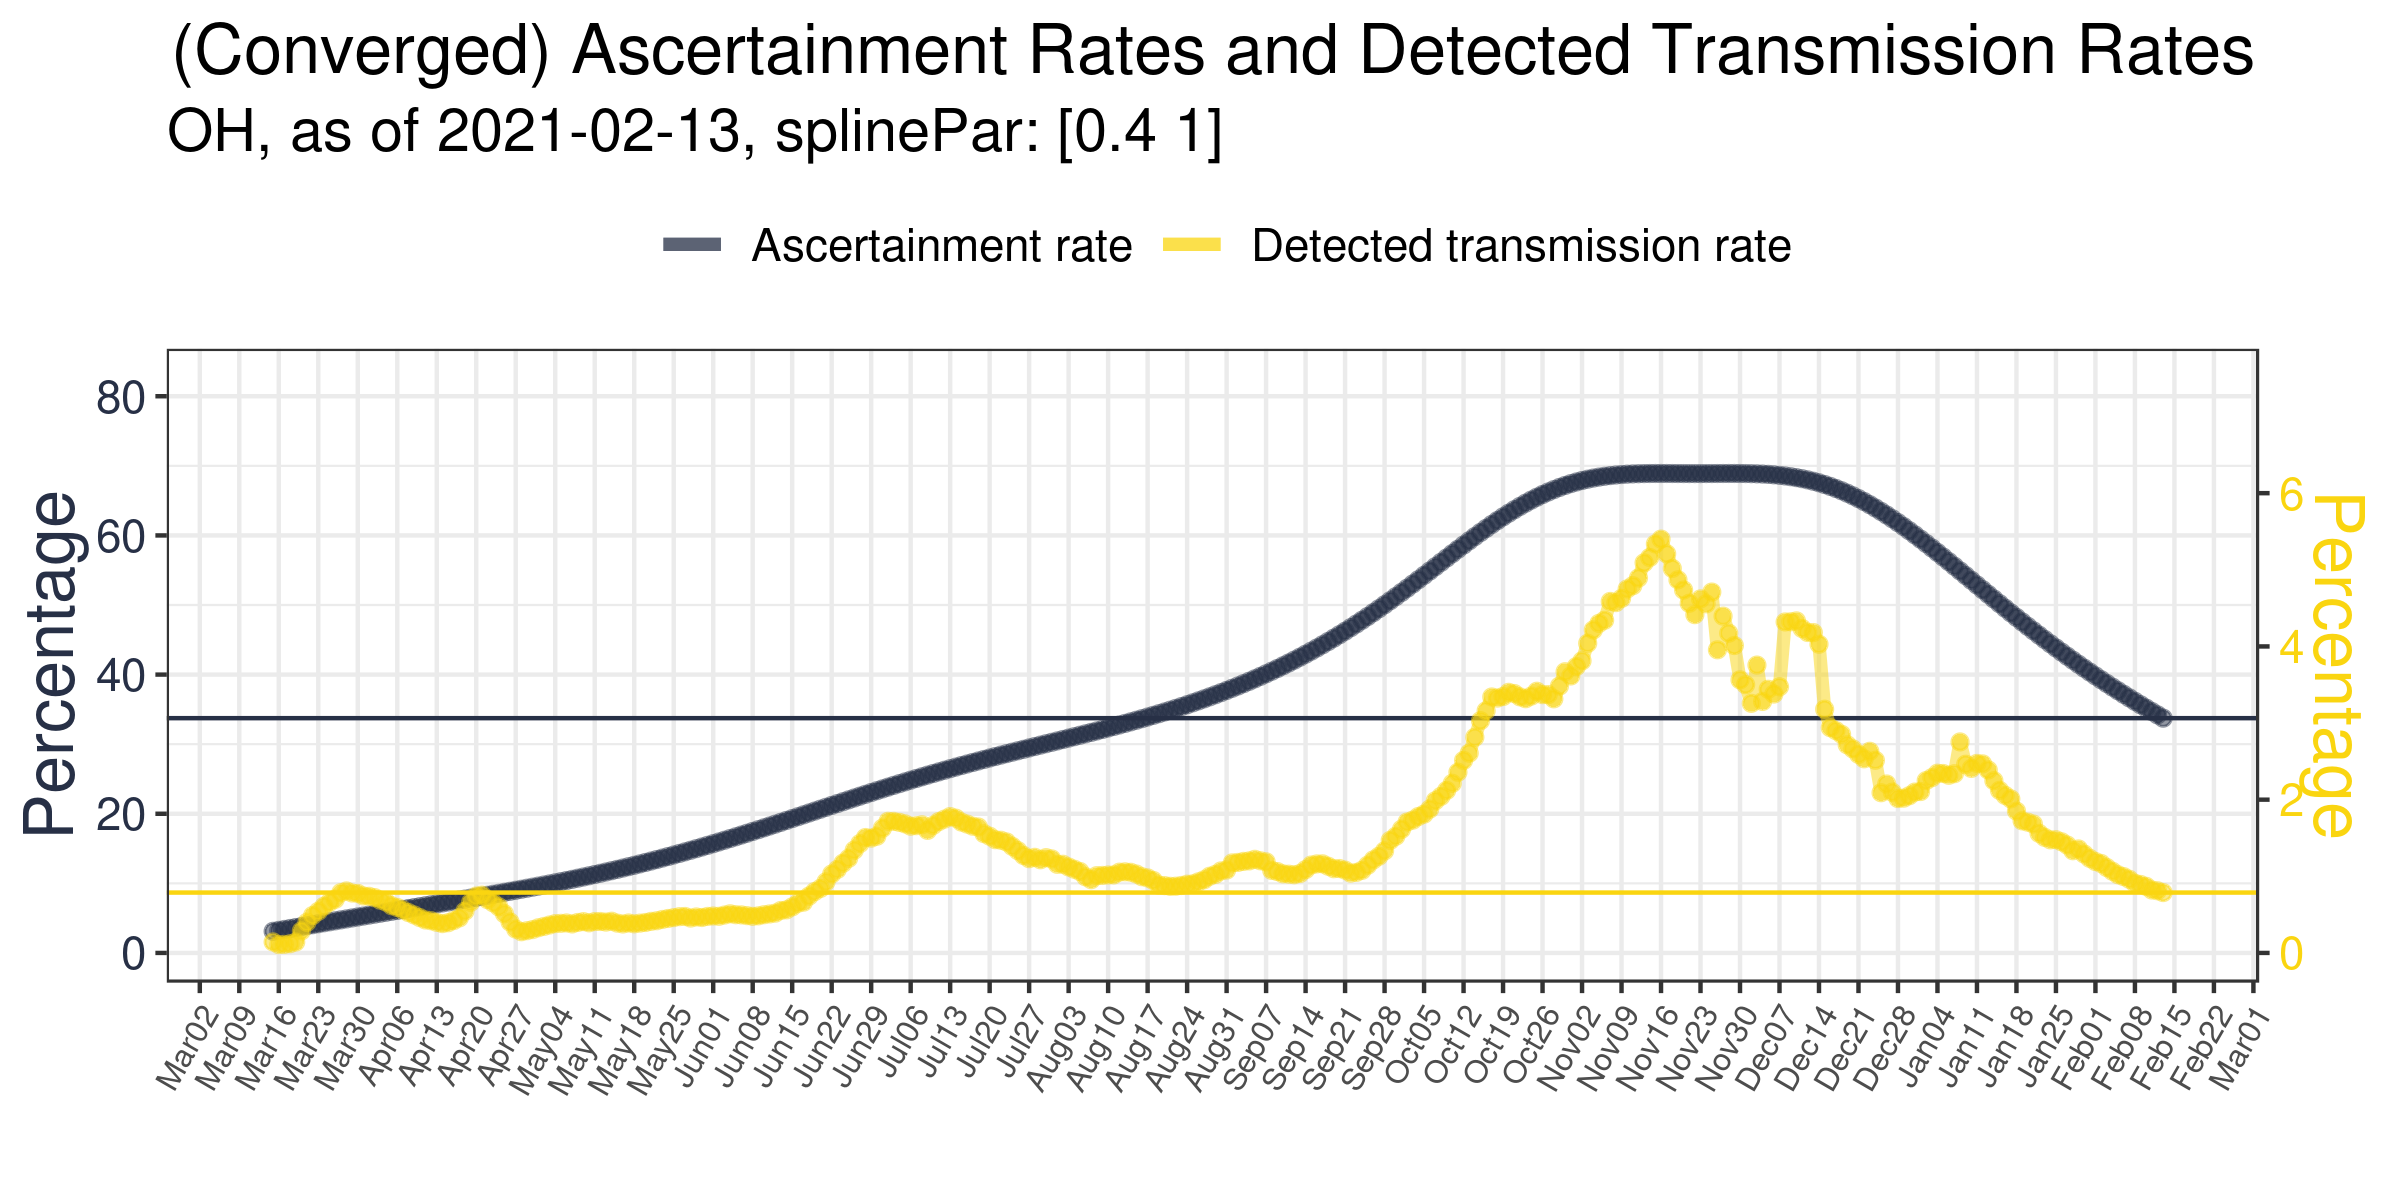 (Converged) Ascertainment Rates and Detected Transmission Rates
OH, as of 2021-02-13, splinePar: [0.4 1]
Ascertainment rate
Detected transmission rate
Percentage
80
60
40
20
0
6
4
2
0
Percentage
Mar02
Mar09
Mar16
Mar23
Mar30
Apr06
Apr13
Apr20
Apr27
May04
May11
May18
May25
Jun01
Jun08
Jun15
Jun22
Jun29
Jul06
Jul13
Jul20
Jul27
Aug03
Aug10
Aug17
Aug24
Aug31
Sep07
Sep14
Sep21
Sep28
Oct05
Oct12
Oct19
Oct26
Nov02
Nov09
Nov16
Nov23
Nov30
Dec07
Dec14
Dec21
Dec28
Jan04
Jan11
Jan18
Jan25
Feb01
Feb08
Feb15
Feb22
Mar01